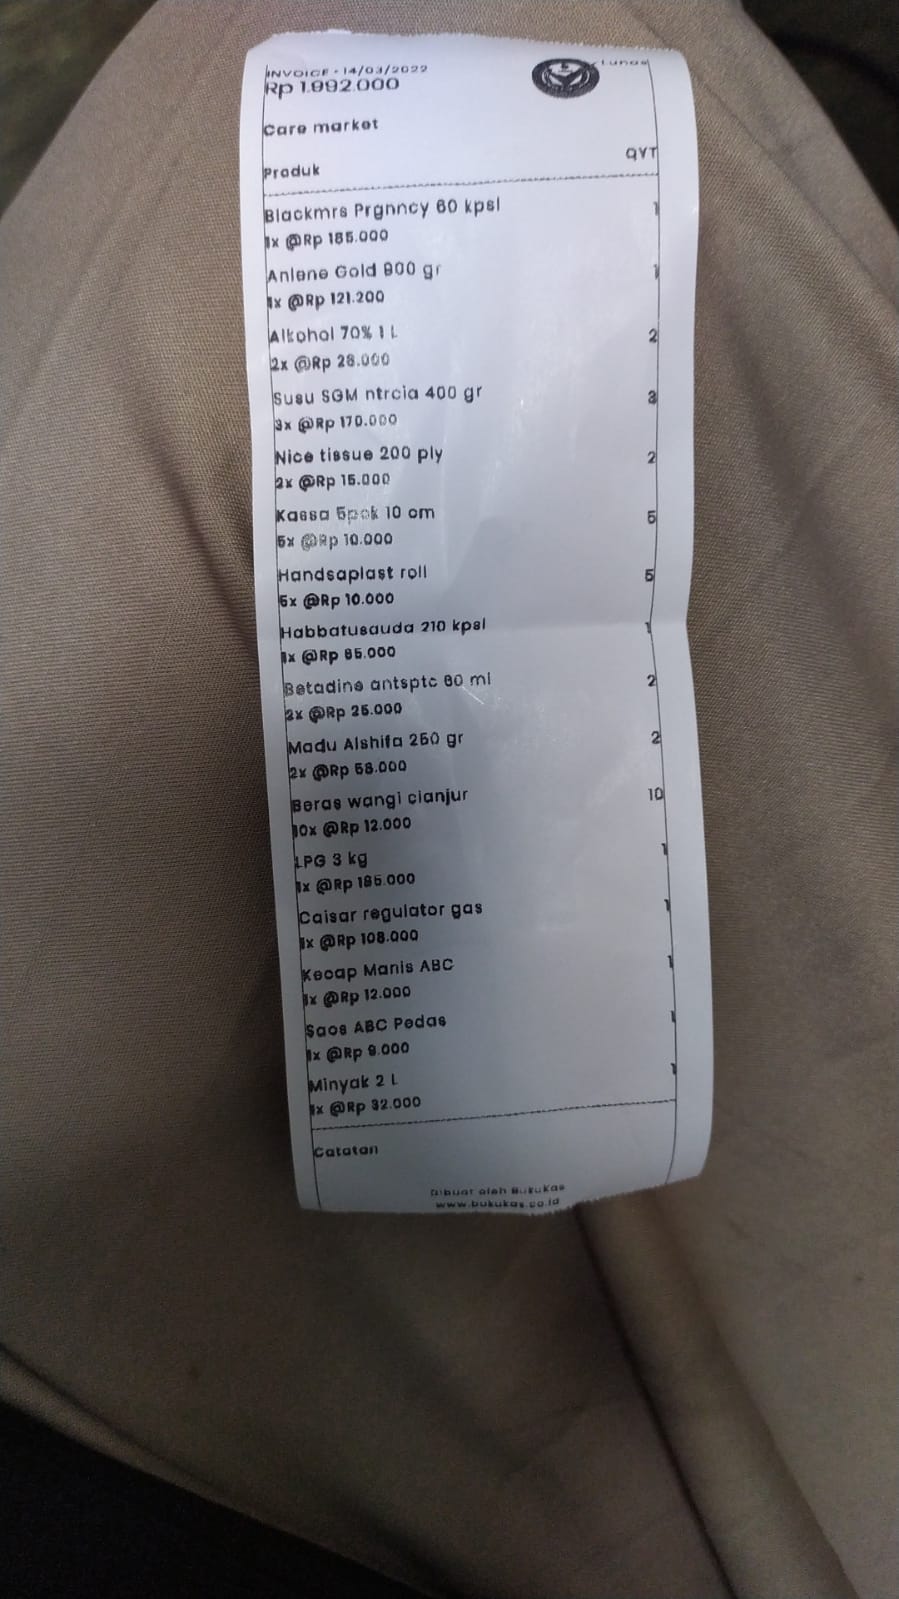 INVOICE • 14/03/2022
Lunas
Rp 1.992.000
Care market
Produk
QYT
Blackmrs Prgnncy 60 kpsl
1
1x @Rp 185.000
Anlene Gold 900 gr
1
1x @Rp 121.200
Alkohol 70% 1 L
2
2x @Rp 28.000
Susu SGM ntrcia 400 gr
3
3x @Rp 170.000
Nice tissue 200 ply
2
2x @Rp 15.000
Kassa 5pck 10 cm
5
5x @Rp 10.000
Handsaplast roll
5
5x @Rp 10.000
Habbatusauda 210 kpsl
1
1x @Rp 85.000
Betadine antsptc 60 ml
2
2x @Rp 25.000
Madu Alshifa 250 gr
2
2x @Rp 58.000
Beras wangi cianjur
10
10x @Rp 12.000
LPG 3 kg
1
1x @Rp 185.000
Caisar regulator gas
1
1x @Rp 108.000
Kecap Manis ABC
1
1x @Rp 12.000
Saos ABC Pedas
1
1x @Rp 9.000
Minyak 2 L
1
1x @Rp 32.000
Catatan
Dibuat oleh BukuKas
www.bukukas.co.id